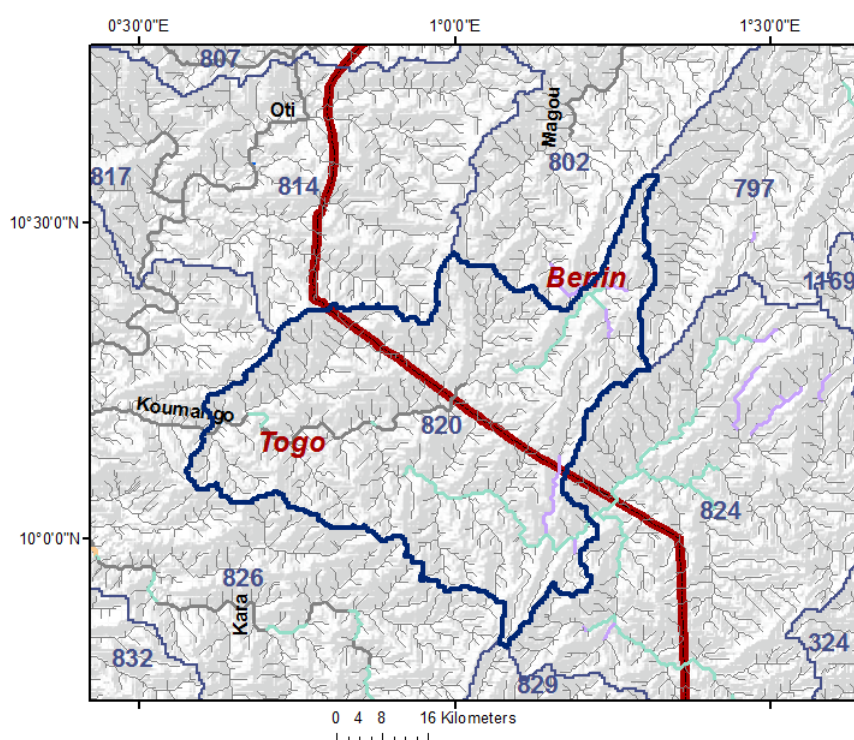 0°30'0"E
1°0'0"E
1°30'0"E
807
Oti
Magou
802
817
814
797
10°30'0"N
Benin
1169
Koumango
820
Togo
824
10°0'0"N
826
Kara
832
324
829
0 4 8 16 Kilometers